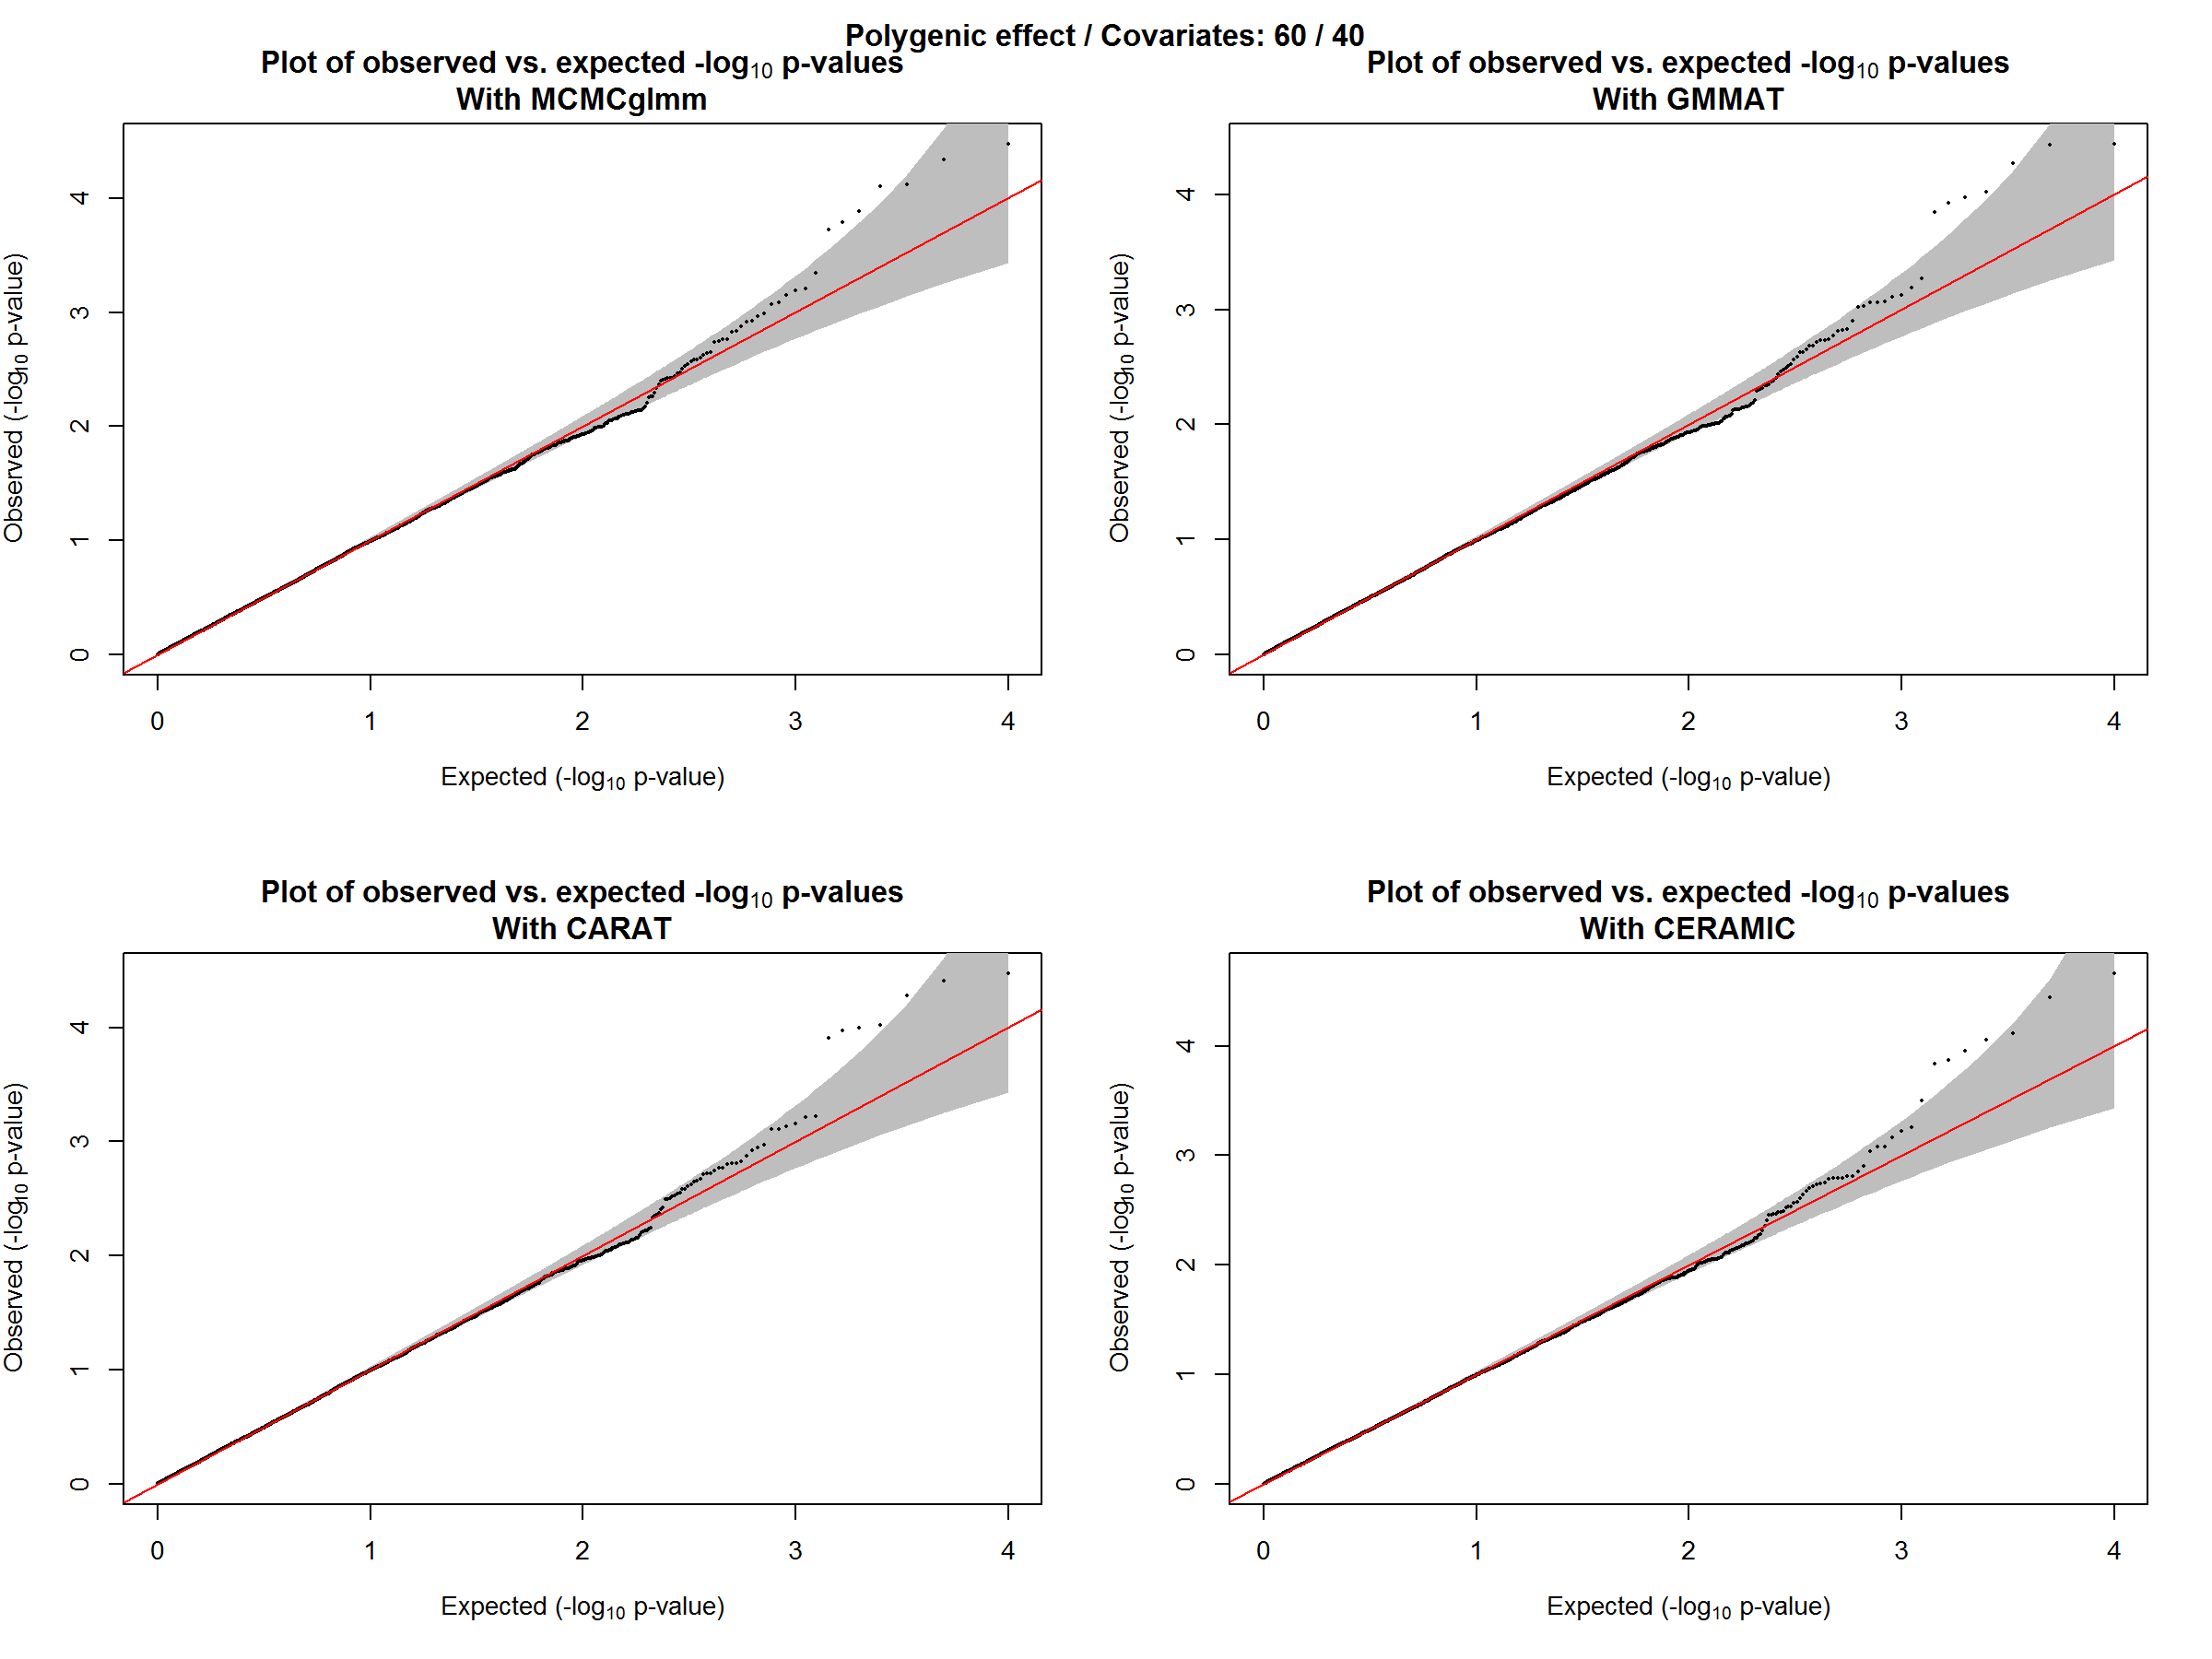 Polygenic effect / Covariates: 60 / 40
Plot of observed vs. expected -log10 p-values
With MCMCglmm
Observed (-log10 p-value)
4
3
2
1
0
0 1 2 3 4
Expected (-log10 p-value)
Plot of observed vs. expected -log10 p-values
With GMMAT
Observed (-log10 p-value)
4
3
2
1
0
0 1 2 3 4
Expected (-log10 p-value)
Plot of observed vs. expected -log10 p-values
With CARAT
Observed (-log10 p-value)
4
3
2
1
0
0 1 2 3 4
Expected (-log10 p-value)
Plot of observed vs. expected -log10 p-values
With CERAMIC
Observed (-log10 p-value)
4
3
2
1
0
0 1 2 3 4
Expected (-log10 p-value)